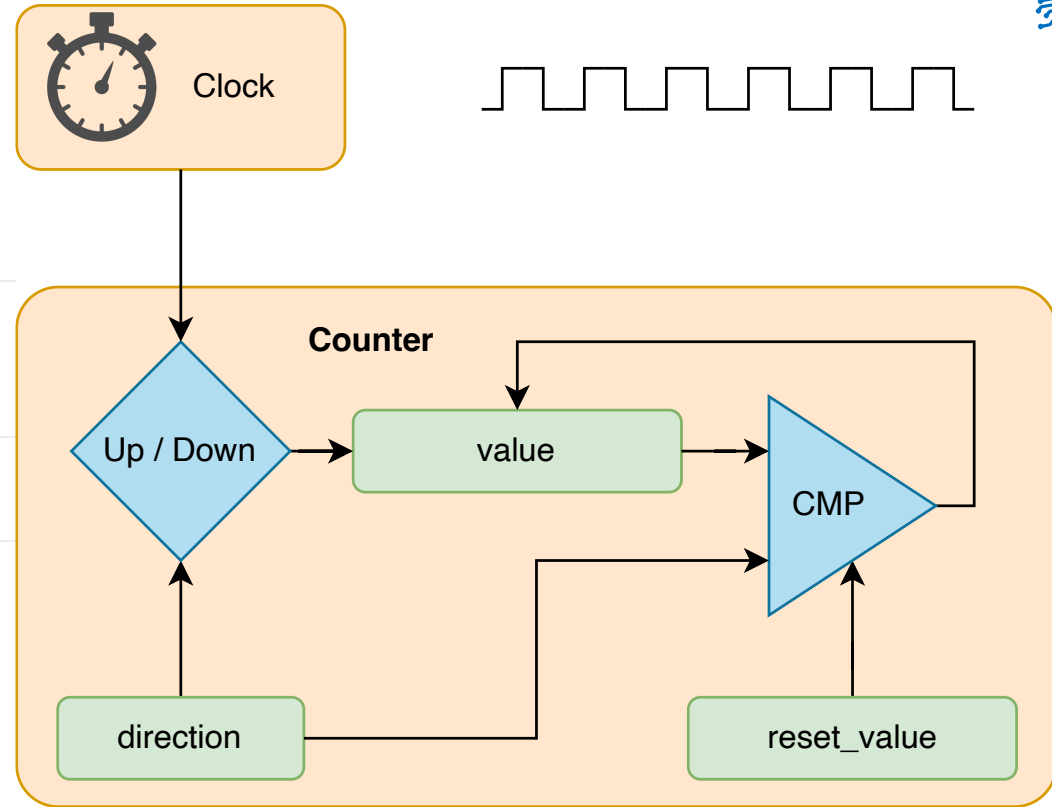 Clock
Counter
Up / Down
value
CMP
direction
reset_value